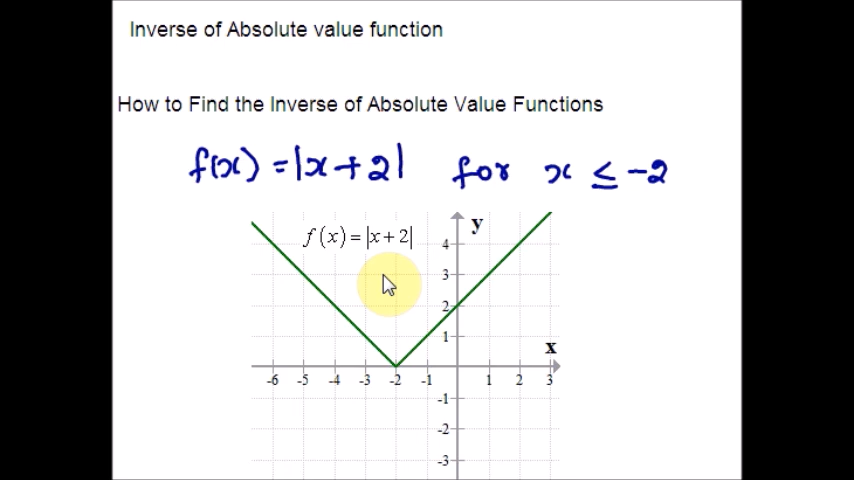 Inverse of Absolute value function
How to Find the Inverse of Absolute Value Functions
f(x) = |x + 2| for x ≤ -2
f(x) = |x + 2|
y
4
3
2
1
x
-6 -5 -4 -3 -2 -1 1 2 3
-1
-2
-3